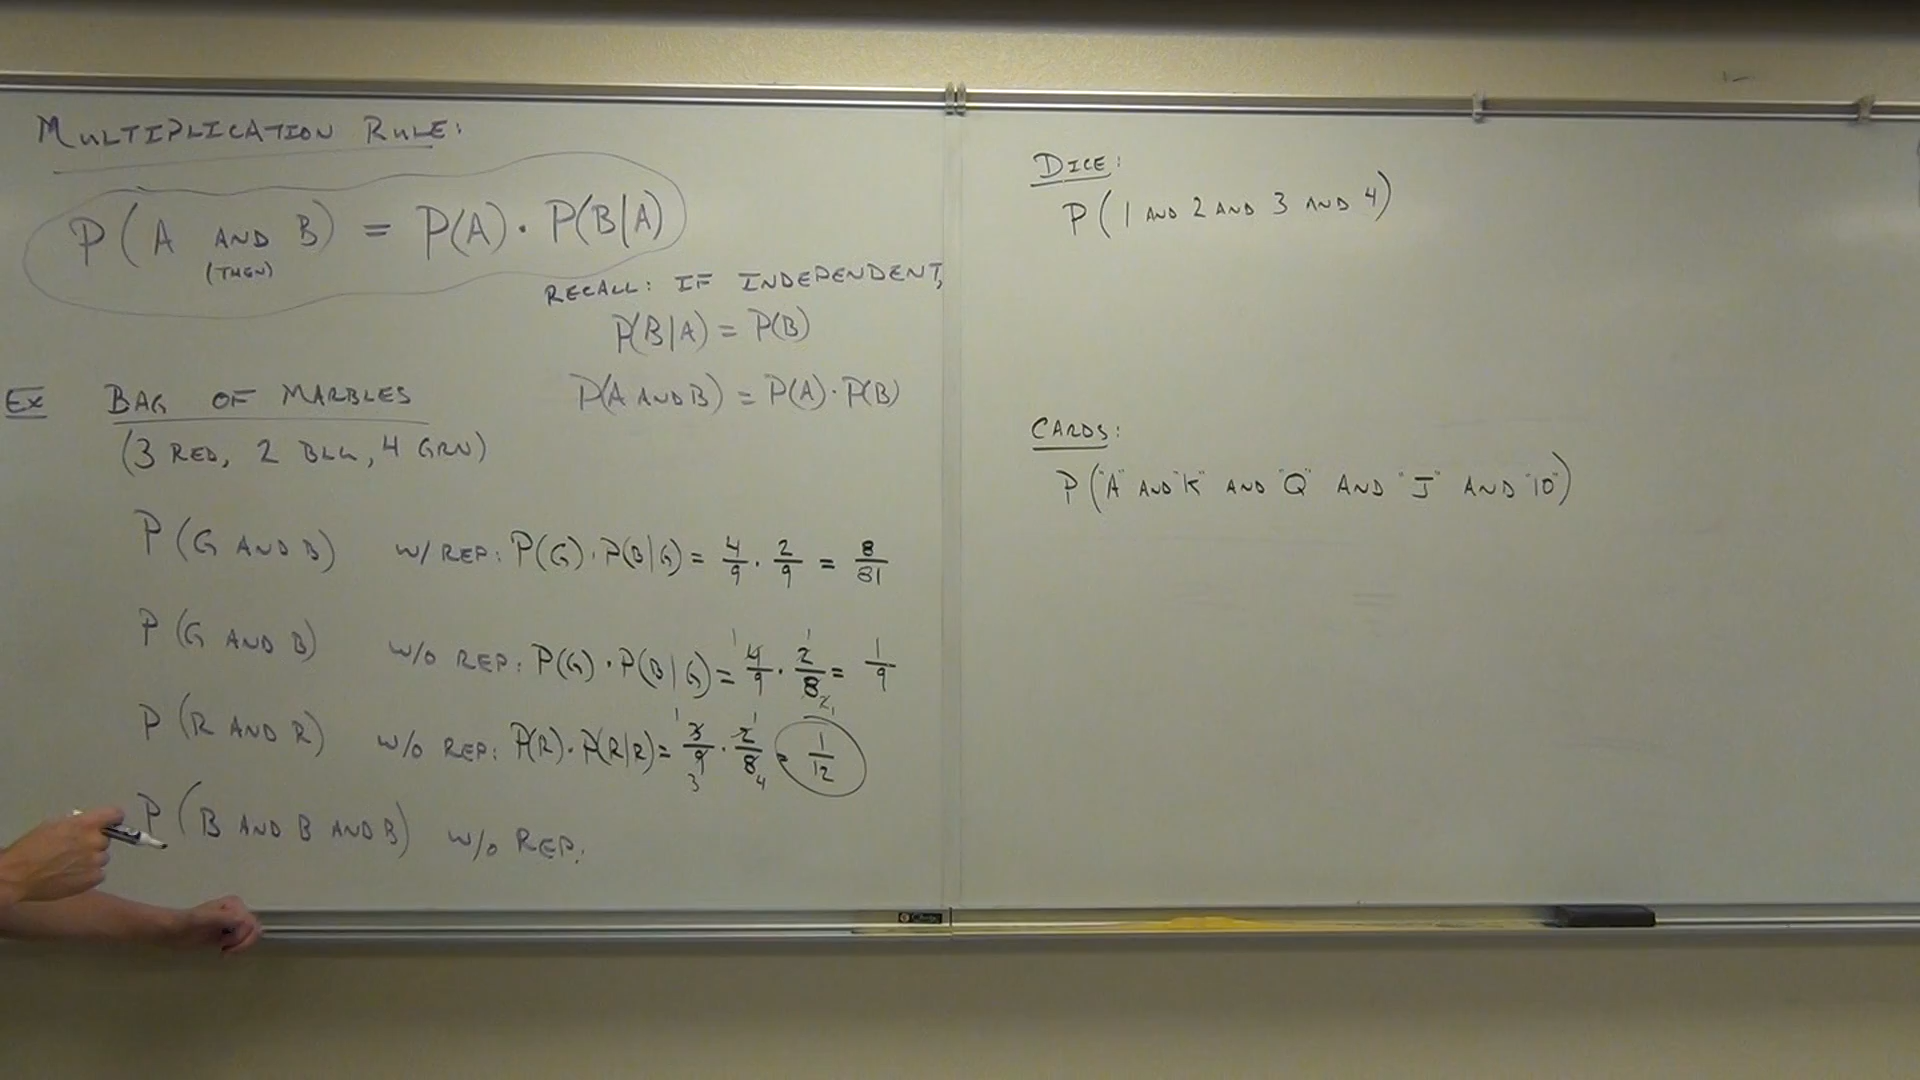 MULTIPLICATION RULE:
P(A AND B) = P(A) · P(B|A)
(THEN)
RECALL: IF INDEPENDENT,
P(B|A) = P(B)
P(A AND B) = P(A) · P(B)
EX BAG OF MARBLES
(3 RED, 2 BLU, 4 GRN)
P(G AND B) W/ REP: P(G) · P(B|G) = 4/9 · 2/9 = 8/81
P(G AND B) W/O REP: P(G) · P(B|G) = 4/9 · 2/8 = 1/9
P(R AND R) W/O REP: P(R) · P(R|R) = 3/9 · 2/8 = 1/12
P(B AND B AND B) W/O REP:
DICE:
P(1 AND 2 AND 3 AND 4)
CARDS:
P("A" AND "K" AND "Q" AND "J" AND "10")